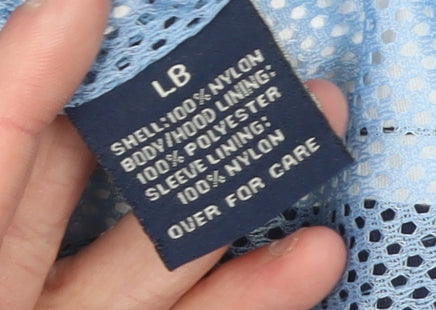 LB
SHELL:100% NYLON
BODY/HOOD LINING:
100% POLYESTER
SLEEVE LINING:
100% NYLON
OVER FOR CARE